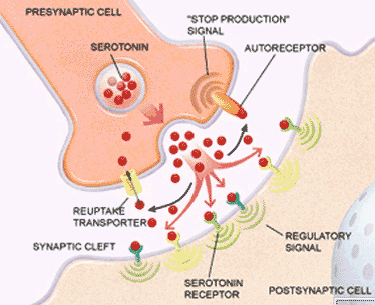 PRESYNAPTIC CELL
"STOP PRODUCTION"
SIGNAL
SEROTONIN
AUTORECEPTOR
REUPTAKE
TRANSPORTER
SYNAPTIC CLEFT
REGULATORY
SIGNAL
SEROTONIN
RECEPTOR
POSTSYNAPTIC CELL